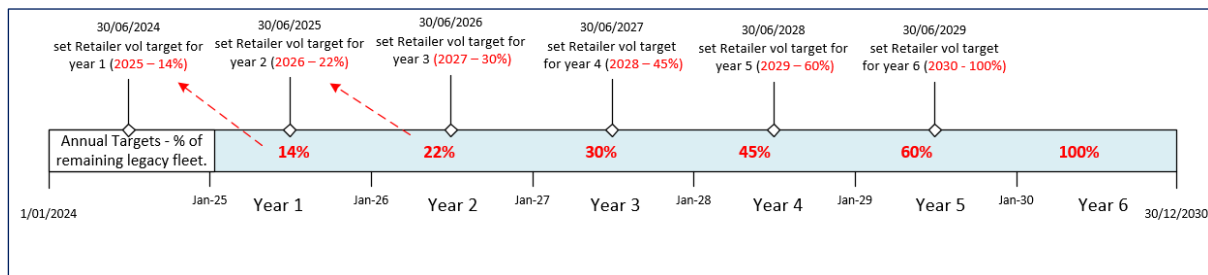 30/06/2024
set Retailer vol target for
year 1 (2025 – 14%)
30/06/2025
set Retailer vol target for
year 2 (2026 – 22%)
30/06/2026
set Retailer vol target for
year 3 (2027 – 30%)
30/06/2027
set Retailer vol target
for year 4 (2028 – 45%)
30/06/2028
set Retailer vol target for
year 5 (2029 – 60%)
30/06/2029
set Retailer vol target
for year 6 (2030 - 100%)
Annual Targets - % of
remaining legacy fleet.
14%
22%
30%
45%
60%
100%
1/01/2024
Jan-25
Year 1
Jan-26
Year 2
Jan-27
Year 3
Jan-28
Year 4
Jan-29
Year 5
Jan-30
Year 6
30/12/2030